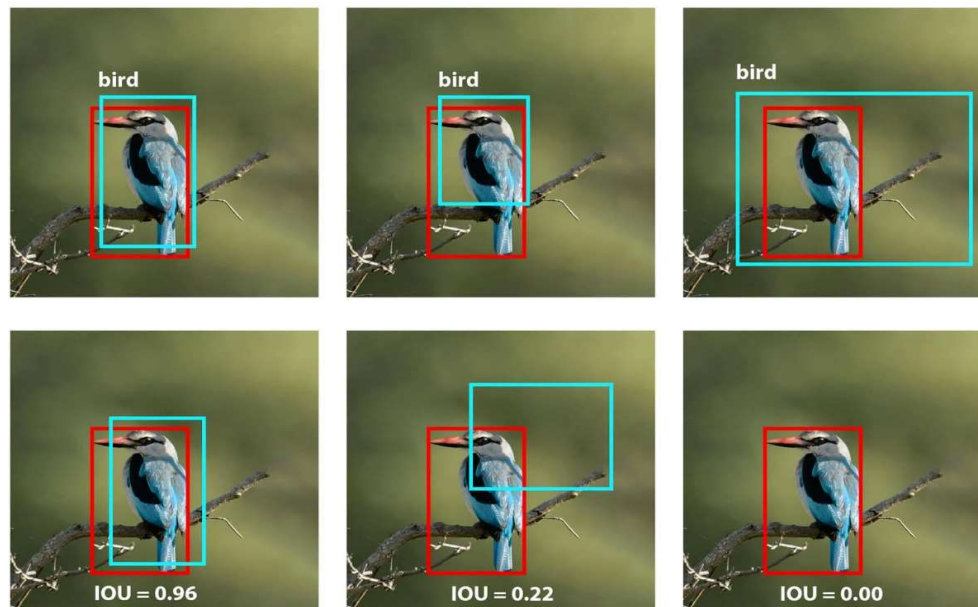 bird
bird
bird
IOU = 0.96
IOU = 0.22
IOU = 0.00